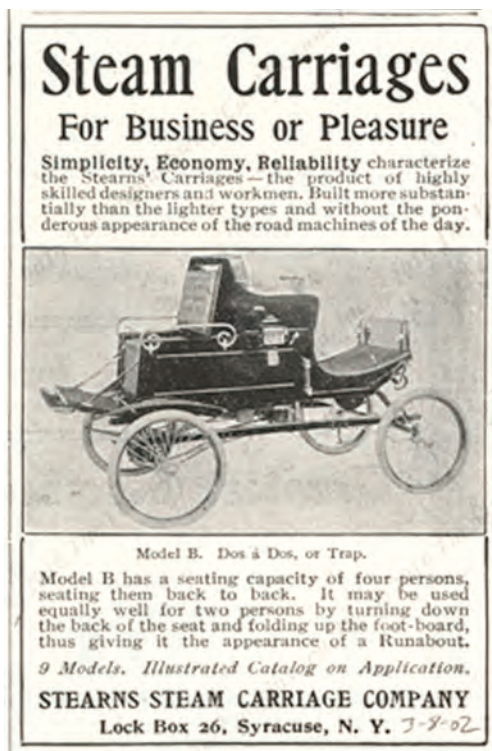 Steam Carriages
For Business or Pleasure
Simplicity, Economy, Reliability characterize
the Stearns' Carriages—the product of highly
skilled designers and workmen. Built more substan-
tially than the lighter types and without the pon-
derous appearance of the road machines of the day.
Model B. Dos á Dos, or Trap.
Model B has a seating capacity of four persons,
seating them back to back. It may be used
equally well for two persons by turning down
the back of the seat and folding up the foot-board,
thus giving it the appearance of a Runabout.
9 Models. Illustrated Catalog on Application.
STEARNS STEAM CARRIAGE COMPANY
Lock Box 26, Syracuse, N. Y. 3-8-02